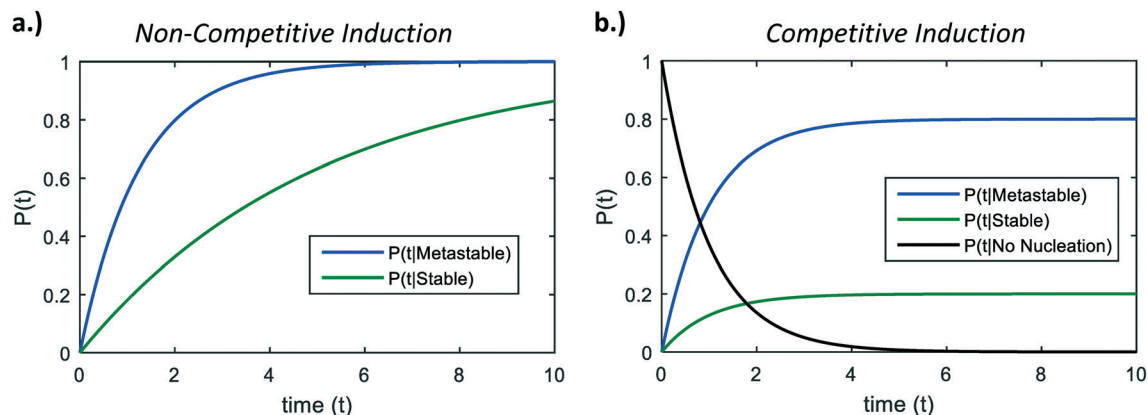 a.)
Non-Competitive Induction
1
0.8
0.6
0.4
0.2
0
P(t)
P(t|Metastable)
P(t|Stable)
0 2 4 6 8 10
time (t)
b.)
Competitive Induction
1
0.8
0.6
0.4
0.2
0
P(t)
P(t|Metastable)
P(t|Stable)
P(t|No Nucleation)
0 2 4 6 8 10
time (t)